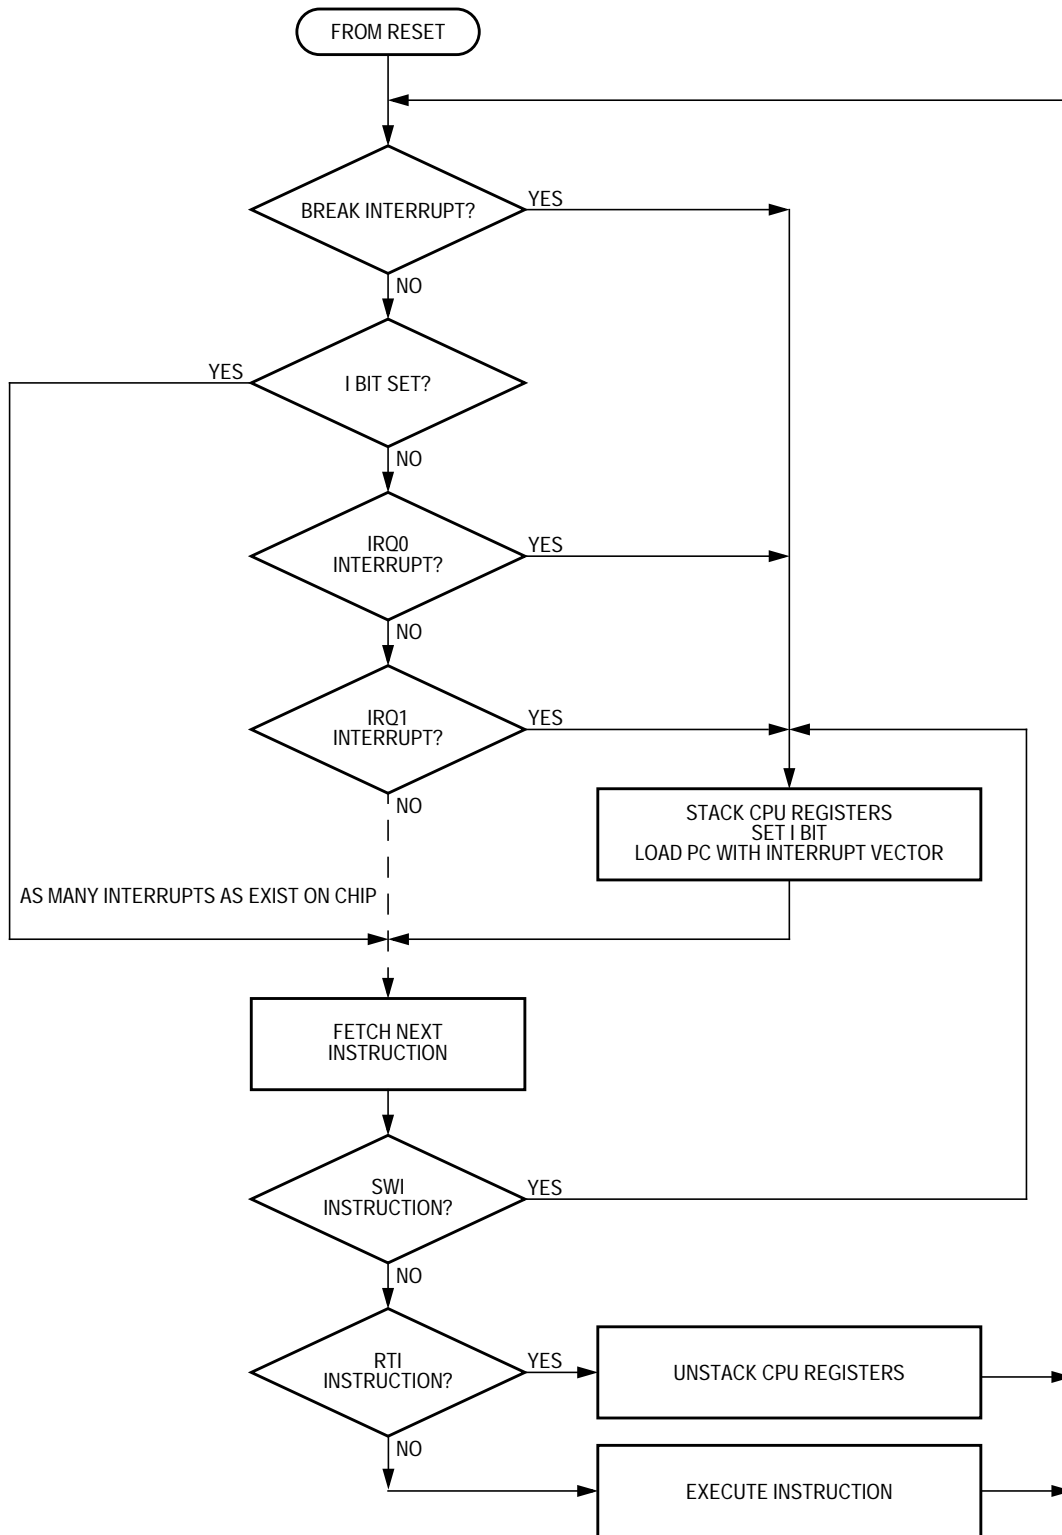 FROM RESET
BREAK INTERRUPT?
YES
NO
YES
I BIT SET?
NO
IRQ0
INTERRUPT?
YES
NO
IRQ1
INTERRUPT?
YES
NO
STACK CPU REGISTERS
SET I BIT
LOAD PC WITH INTERRUPT VECTOR
AS MANY INTERRUPTS AS EXIST ON CHIP
FETCH NEXT
INSTRUCTION
SWI
INSTRUCTION?
YES
NO
RTI
INSTRUCTION?
YES
UNSTACK CPU REGISTERS
NO
EXECUTE INSTRUCTION